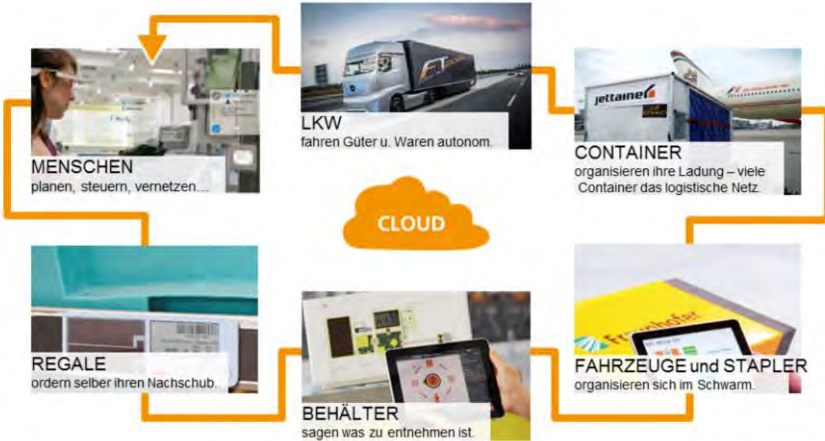 MENSCHEN
planen, steuern, vernetzen…
LKW
fahren Güter u. Waren autonom.
jettainer
CONTAINER
organisieren ihre Ladung – viele
Container das logistische Netz.
CLOUD
REGALE
ordern selber ihren Nachschub.
BEHÄLTER
sagen was zu entnehmen ist.
Fraunhofer
FAHRZEUGE und STAPLER
organisieren sich im Schwarm.